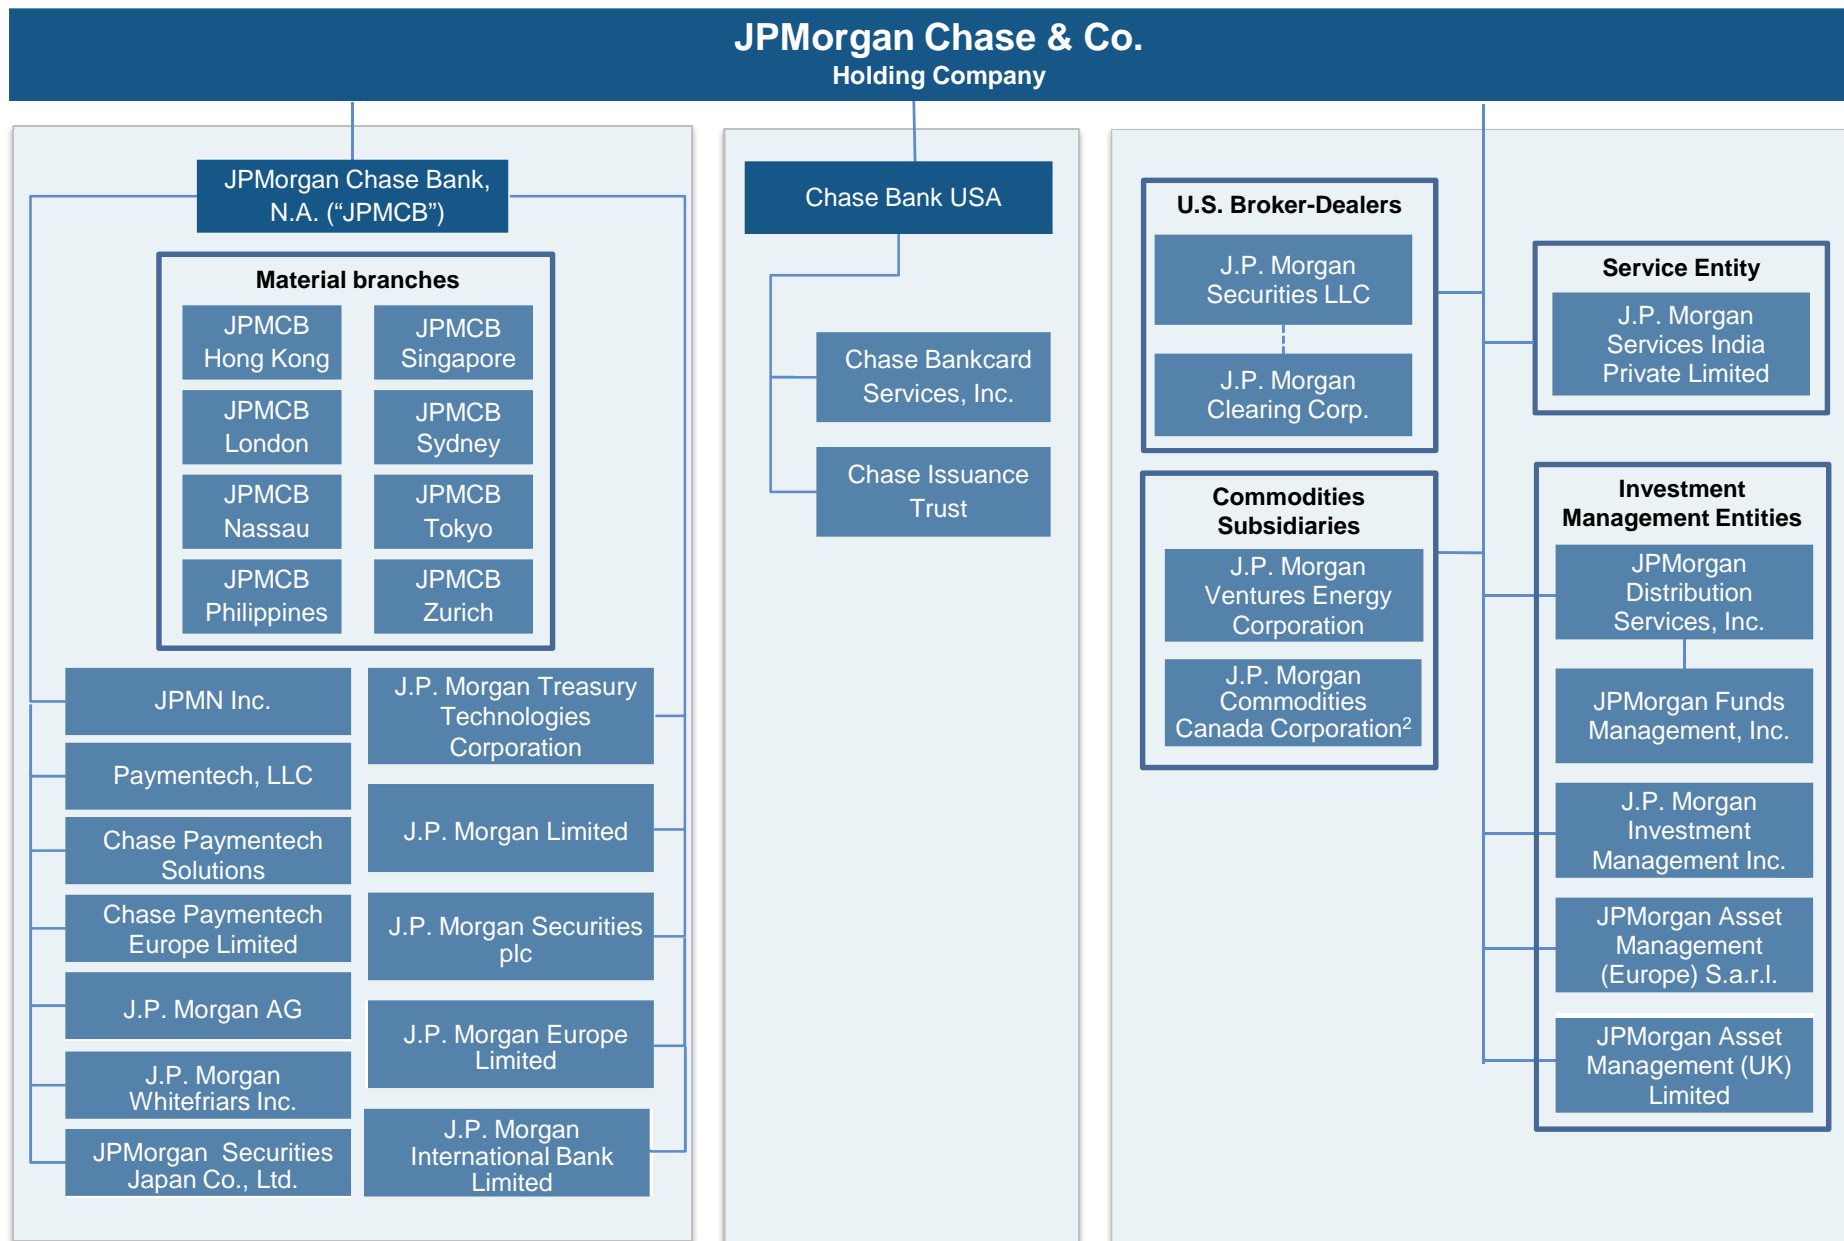 JPMorgan Chase & Co.
Holding Company
JPMorgan Chase Bank,
N.A. (“JPMCB”)
Material branches
JPMCB
Hong Kong
JPMCB
Singapore
JPMCB
London
JPMCB
Sydney
JPMCB
Nassau
JPMCB
Tokyo
JPMCB
Philippines
JPMCB
Zurich
JPMN Inc.
Paymentech, LLC
Chase Paymentech
Solutions
Chase Paymentech
Europe Limited
J.P. Morgan AG
J.P. Morgan
Whitefriars Inc.
JPMorgan Securities
Japan Co., Ltd.
J.P. Morgan Treasury
Technologies
Corporation
J.P. Morgan Limited
J.P. Morgan Securities
plc
J.P. Morgan Europe
Limited
J.P. Morgan
International Bank
Limited
Chase Bank USA
Chase Bankcard
Services, Inc.
Chase Issuance
Trust
U.S. Broker-Dealers
J.P. Morgan
Securities LLC
J.P. Morgan
Clearing Corp.
Commodities
Subsidiaries
J.P. Morgan
Ventures Energy
Corporation
J.P. Morgan
Commodities
Canada Corporation²
Service Entity
J.P. Morgan
Services India
Private Limited
Investment
Management Entities
JPMorgan
Distribution
Services, Inc.
JPMorgan Funds
Management, Inc.
J.P. Morgan
Investment
Management Inc.
JPMorgan Asset
Management
(Europe) S.a.r.l.
JPMorgan Asset
Management (UK)
Limited